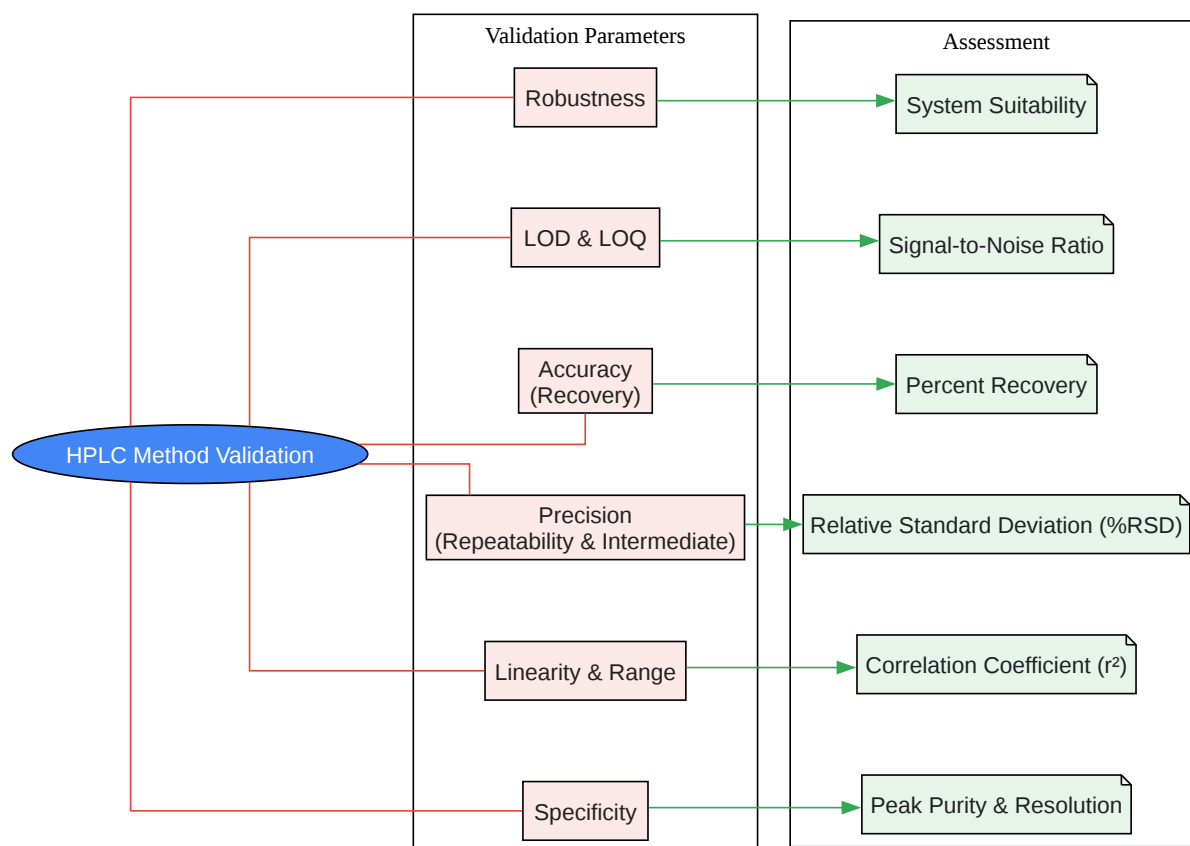 Validation Parameters
Assessment
Robustness
System Suitability
LOD & LOQ
Signal-to-Noise Ratio
Accuracy
(Recovery)
Percent Recovery
HPLC Method Validation
Precision
(Repeatability & Intermediate)
Relative Standard Deviation (%RSD)
Linearity & Range
Correlation Coefficient (r²)
Specificity
Peak Purity & Resolution